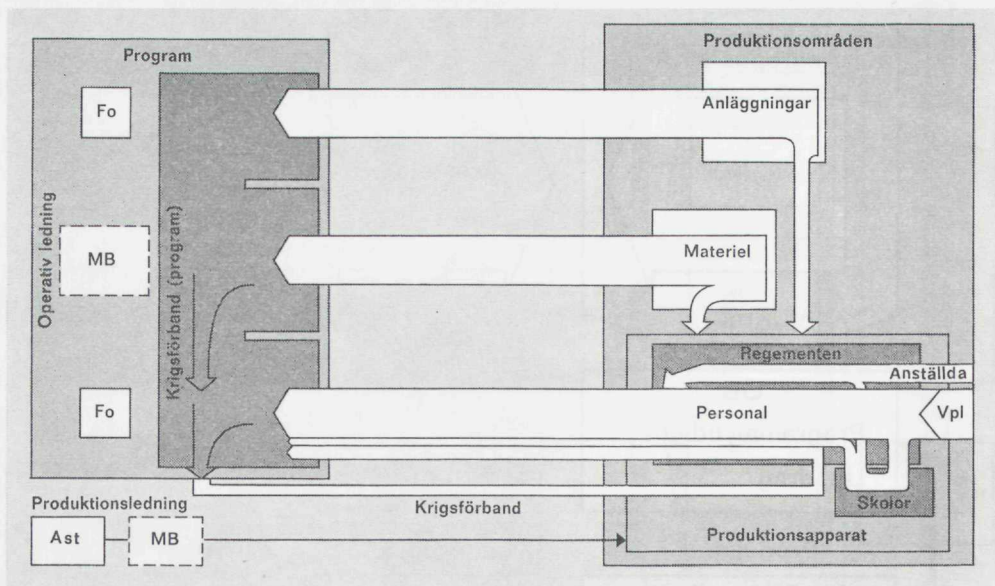 Program
Fo
Operativ ledning
MB
Krigsförband (program)
Fo
Produktionsområden
Anläggningar
Materiel
Regementen
Anställda
Personal
Vpl
Skolor
Produktionsapparat
Krigsförband
Produktionsledning
Ast
MB